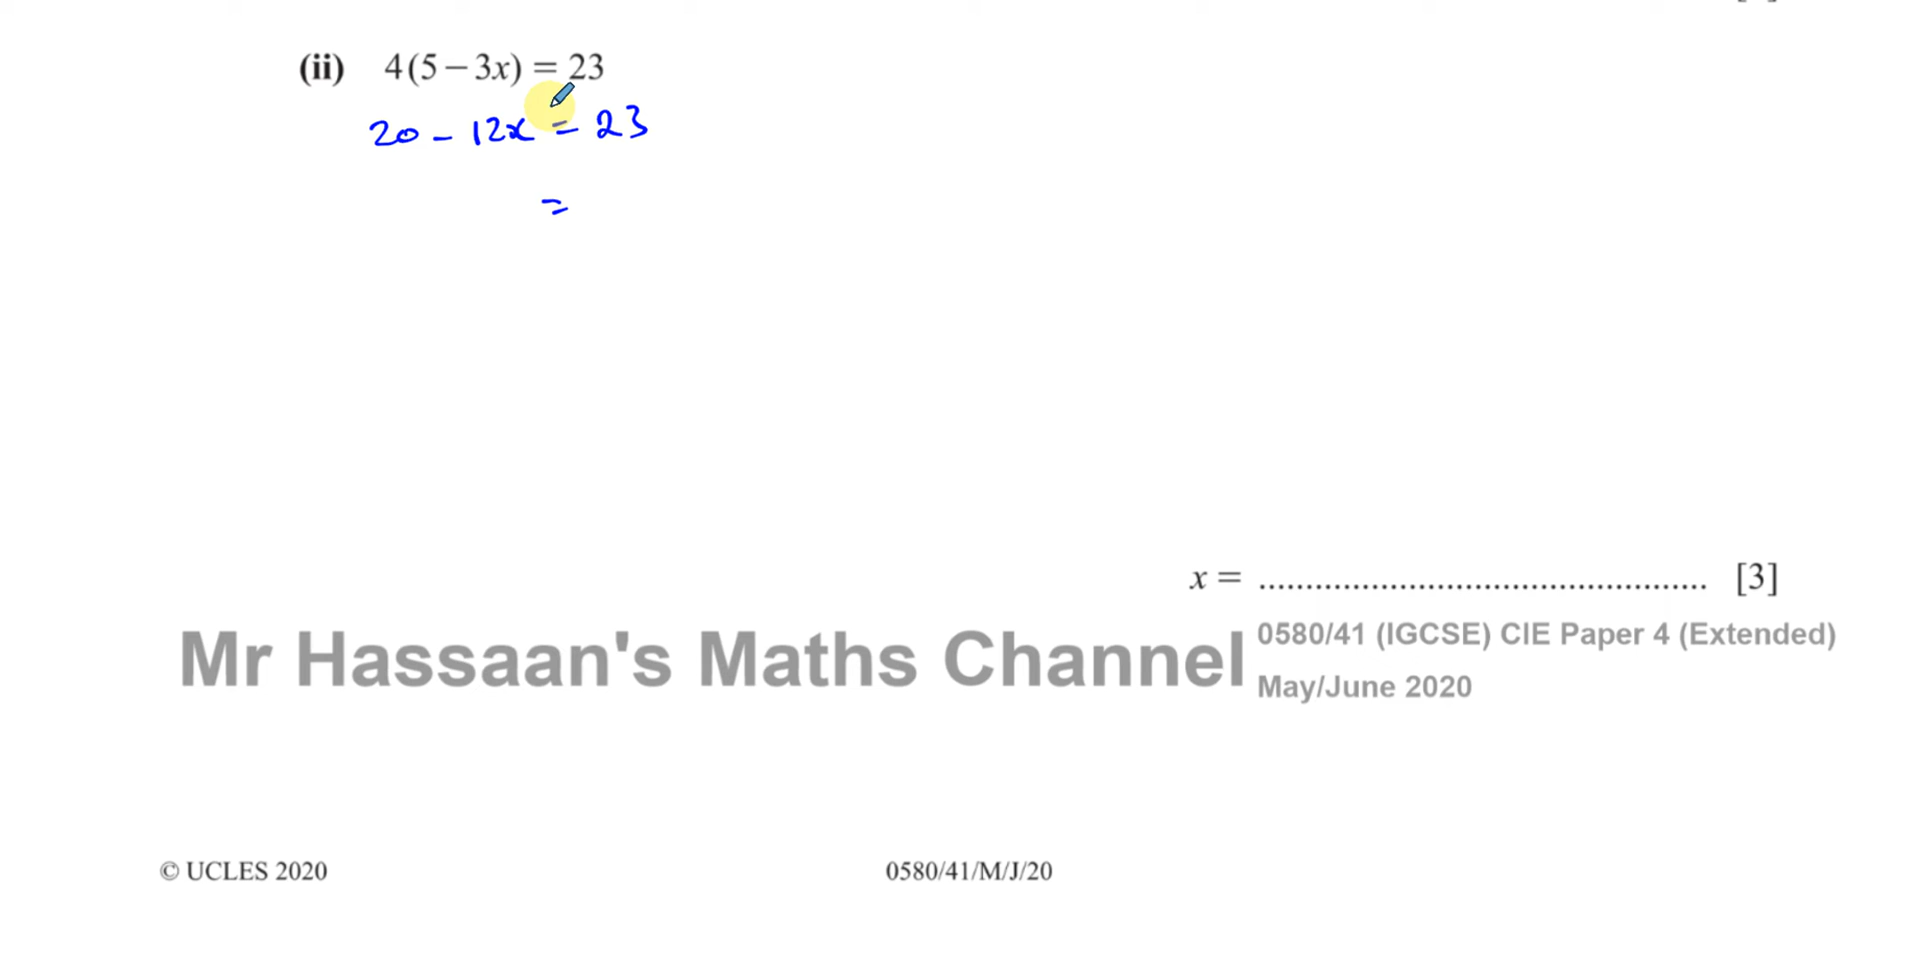 (ii) 4(5 − 3x) = 23
20 - 12x = 23
=
x = ................................................ [3]
Mr Hassaan's Maths Channel
0580/41 (IGSCE) CIE Paper 4 (Extended)
May/June 2020
© UCLES 2020
0580/41/M/J/20